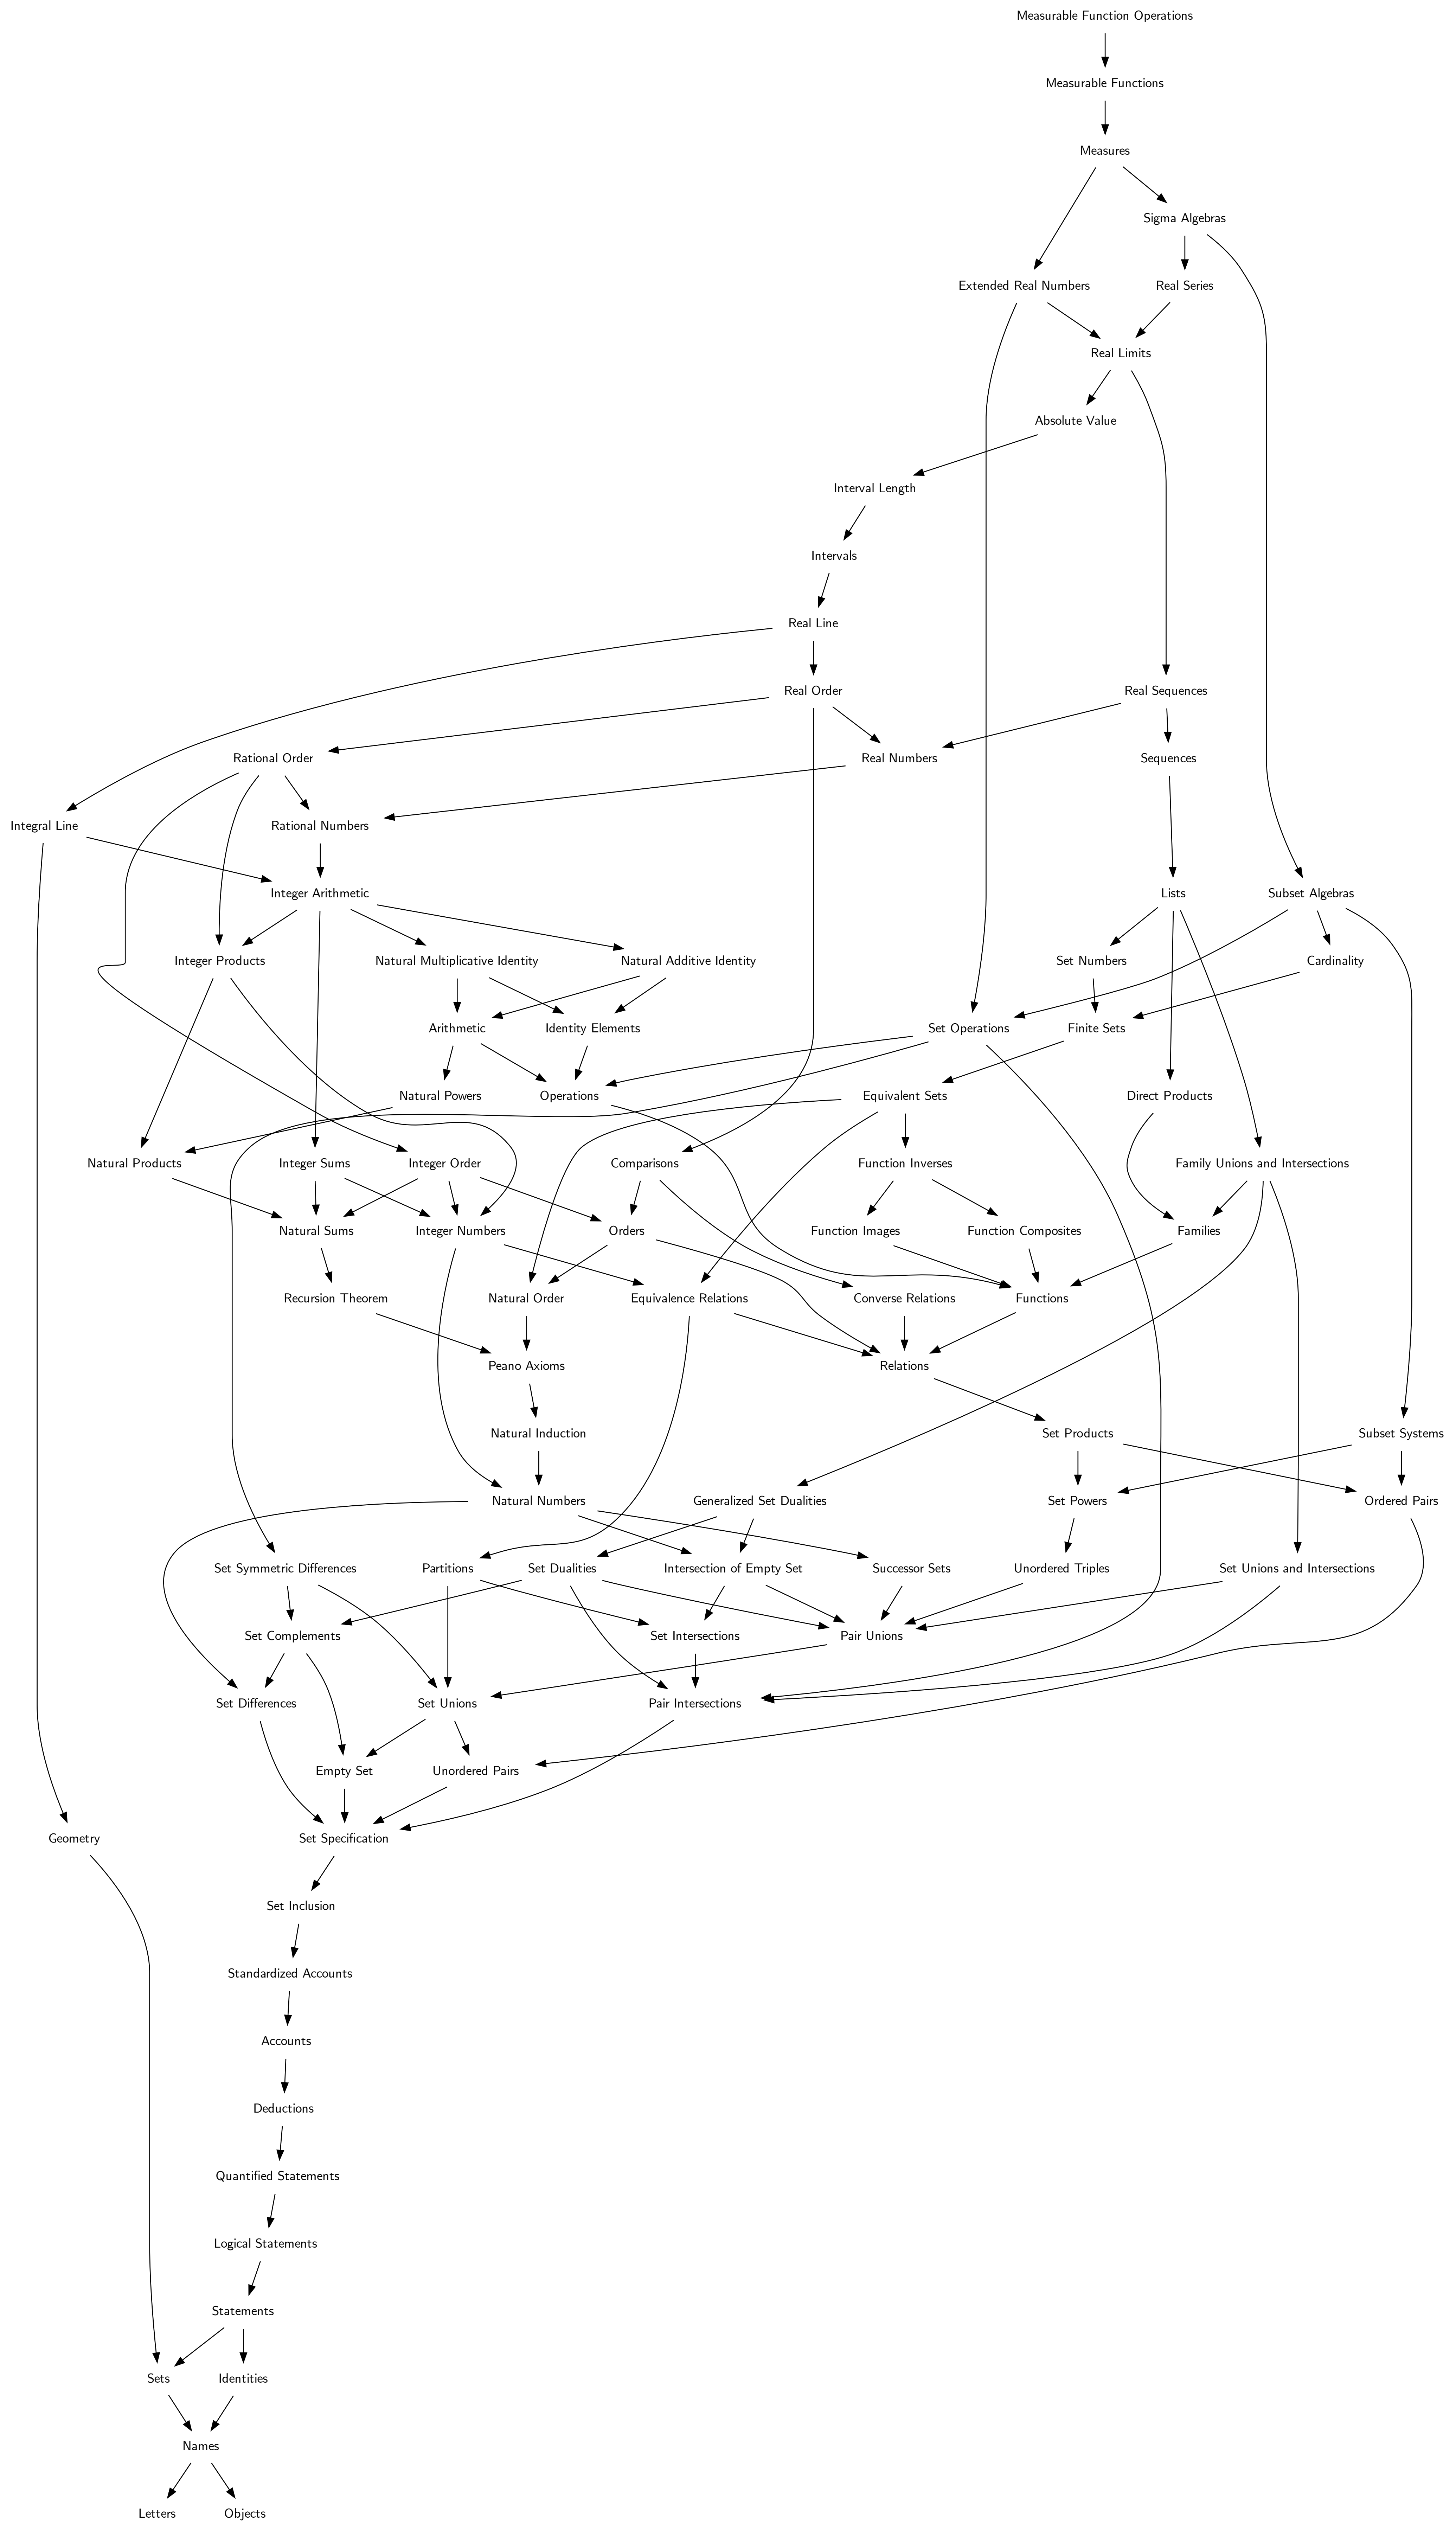 Measurable Function Operations
Measurable Functions
Measures
Sigma Algebras
Extended Real Numbers
Real Series
Real Limits
Absolute Value
Interval Length
Intervals
Real Line
Real Order
Real Sequences
Rational Order
Real Numbers
Sequences
Integral Line
Rational Numbers
Integer Arithmetic
Lists
Subset Algebras
Integer Products
Natural Multiplicative Identity
Natural Additive Identity
Set Numbers
Cardinality
Arithmetic
Identity Elements
Set Operations
Finite Sets
Natural Powers
Operations
Equivalent Sets
Direct Products
Natural Products
Integer Sums
Integer Order
Comparisons
Function Inverses
Family Unions and Intersections
Natural Sums
Integer Numbers
Orders
Function Images
Function Composites
Families
Recursion Theorem
Natural Order
Equivalence Relations
Converse Relations
Functions
Peano Axioms
Relations
Natural Induction
Set Products
Subset Systems
Natural Numbers
Generalized Set Dualities
Set Powers
Ordered Pairs
Set Symmetric Differences
Partitions
Set Dualities
Intersection of Empty Set
Successor Sets
Unordered Triples
Set Unions and Intersections
Set Complements
Set Intersections
Pair Unions
Set Differences
Set Unions
Pair Intersections
Empty Set
Unordered Pairs
Geometry
Set Specification
Set Inclusion
Standardized Accounts
Accounts
Deductions
Quantified Statements
Logical Statements
Statements
Sets
Identities
Names
Letters
Objects